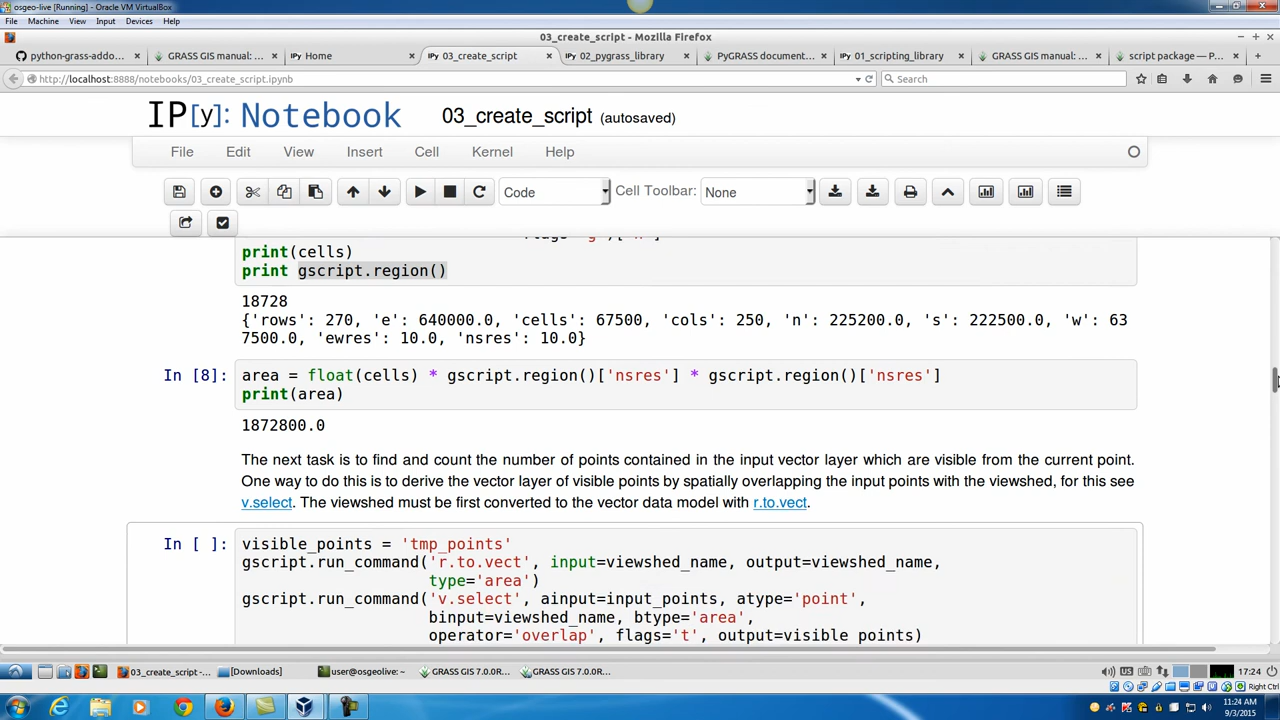 osgeo-live [Running] - Oracle VM VirtualBox
File Machine View Input Devices Help
03_create_script - Mozilla Firefox
python-grass-addo...
GRASS GIS manual: ...
IPy Home
IPy 03_create_script
IPy 02_pygrass_library
PyGRASS document...
IPy 01_scripting_library
GRASS GIS manual: ...
script package — P...
http://localhost:8888/notebooks/03_create_script.ipynb
Search
IP[y]: Notebook
03_create_script (autosaved)
File Edit View Insert Cell Kernel Help
Code
Cell Toolbar:
None
print(cells)
print gscript.region()
18728
{'rows': 270, 'e': 640000.0, 'cells': 67500, 'cols': 250, 'n': 225200.0, 's': 222500.0, 'w': 63
7500.0, 'ewres': 10.0, 'nsres': 10.0}
In [8]:
area = float(cells) * gscript.region()['nsres'] * gscript.region()['nsres']
print(area)
1872800.0
The next task is to find and count the number of points contained in the input vector layer which are visible from the current point.
One way to do this is to derive the vector layer of visible points by spatially overlapping the input points with the viewshed, for this see
v.select. The viewshed must be first converted to the vector data model with r.to.vect.
In [ ]:
visible_points = 'tmp_points'
gscript.run_command('r.to.vect', input=viewshed_name, output=viewshed_name,
type='area')
gscript.run_command('v.select', ainput=input_points, atype='point',
binput=viewshed_name, btype='area',
operator='overlap', flags='t', output=visible_points)
03_create_script -...
[Downloads]
user@osgeolive: ~
GRASS GIS 7.0.0R...
GRASS GIS 7.0.0R...
US
17:24
Right Ctrl
11:24 AM
9/3/2015